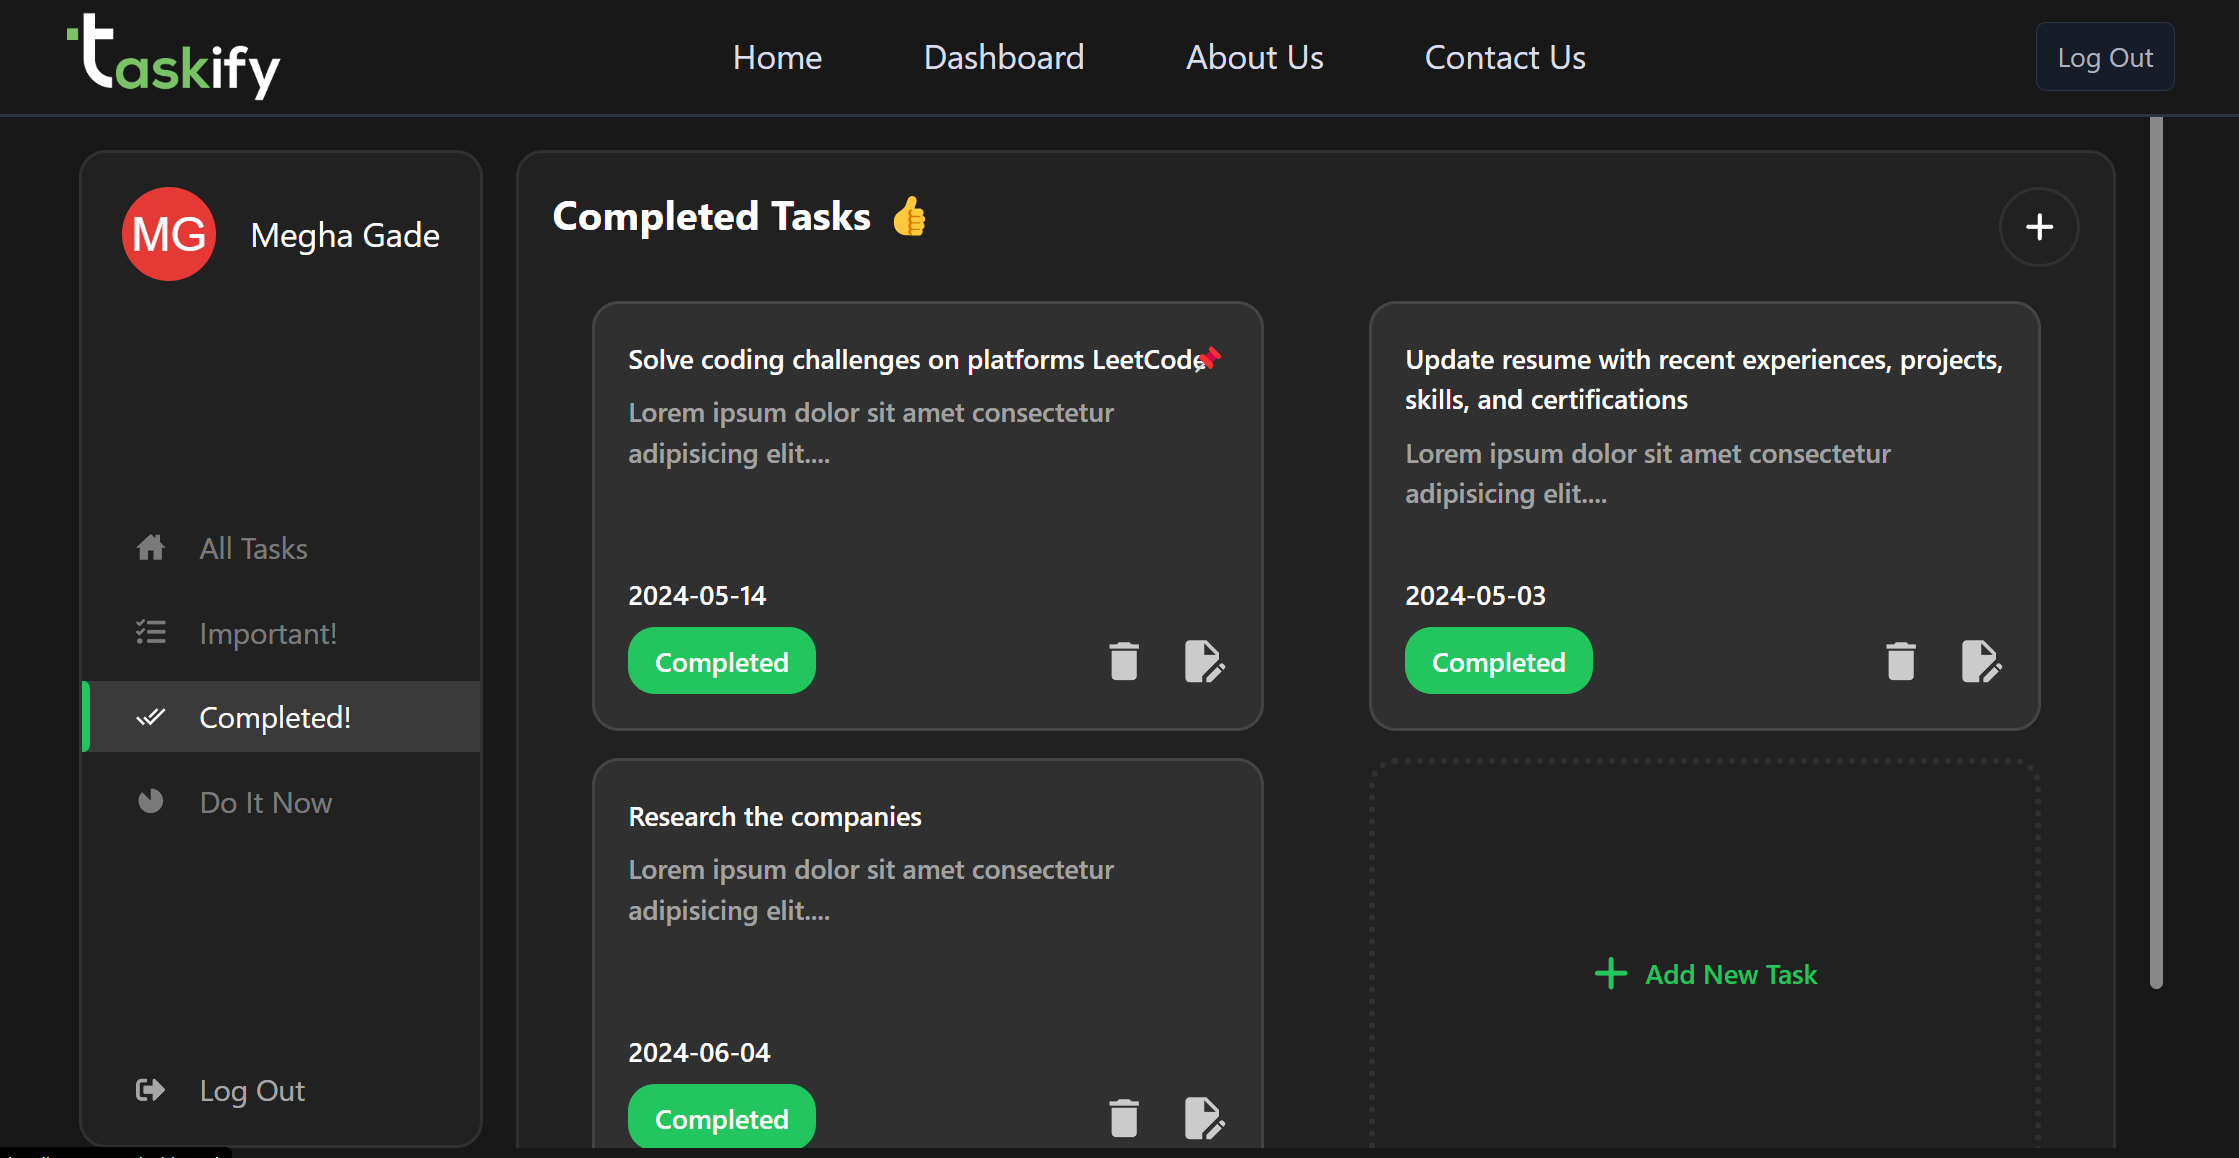 taskify
Home
Dashboard
About Us
Contact Us
Log Out
MG
Megha Gade
All Tasks
Important!
Completed!
Do It Now
Log Out
Completed Tasks 👍
Solve coding challenges on platforms LeetCode
Lorem ipsum dolor sit amet consectetur
adipisicing elit....
2024-05-14
Completed
Update resume with recent experiences, projects,
skills, and certifications
Lorem ipsum dolor sit amet consectetur
adipisicing elit....
2024-05-03
Completed
Research the companies
Lorem ipsum dolor sit amet consectetur
adipisicing elit....
2024-06-04
Completed
Add New Task